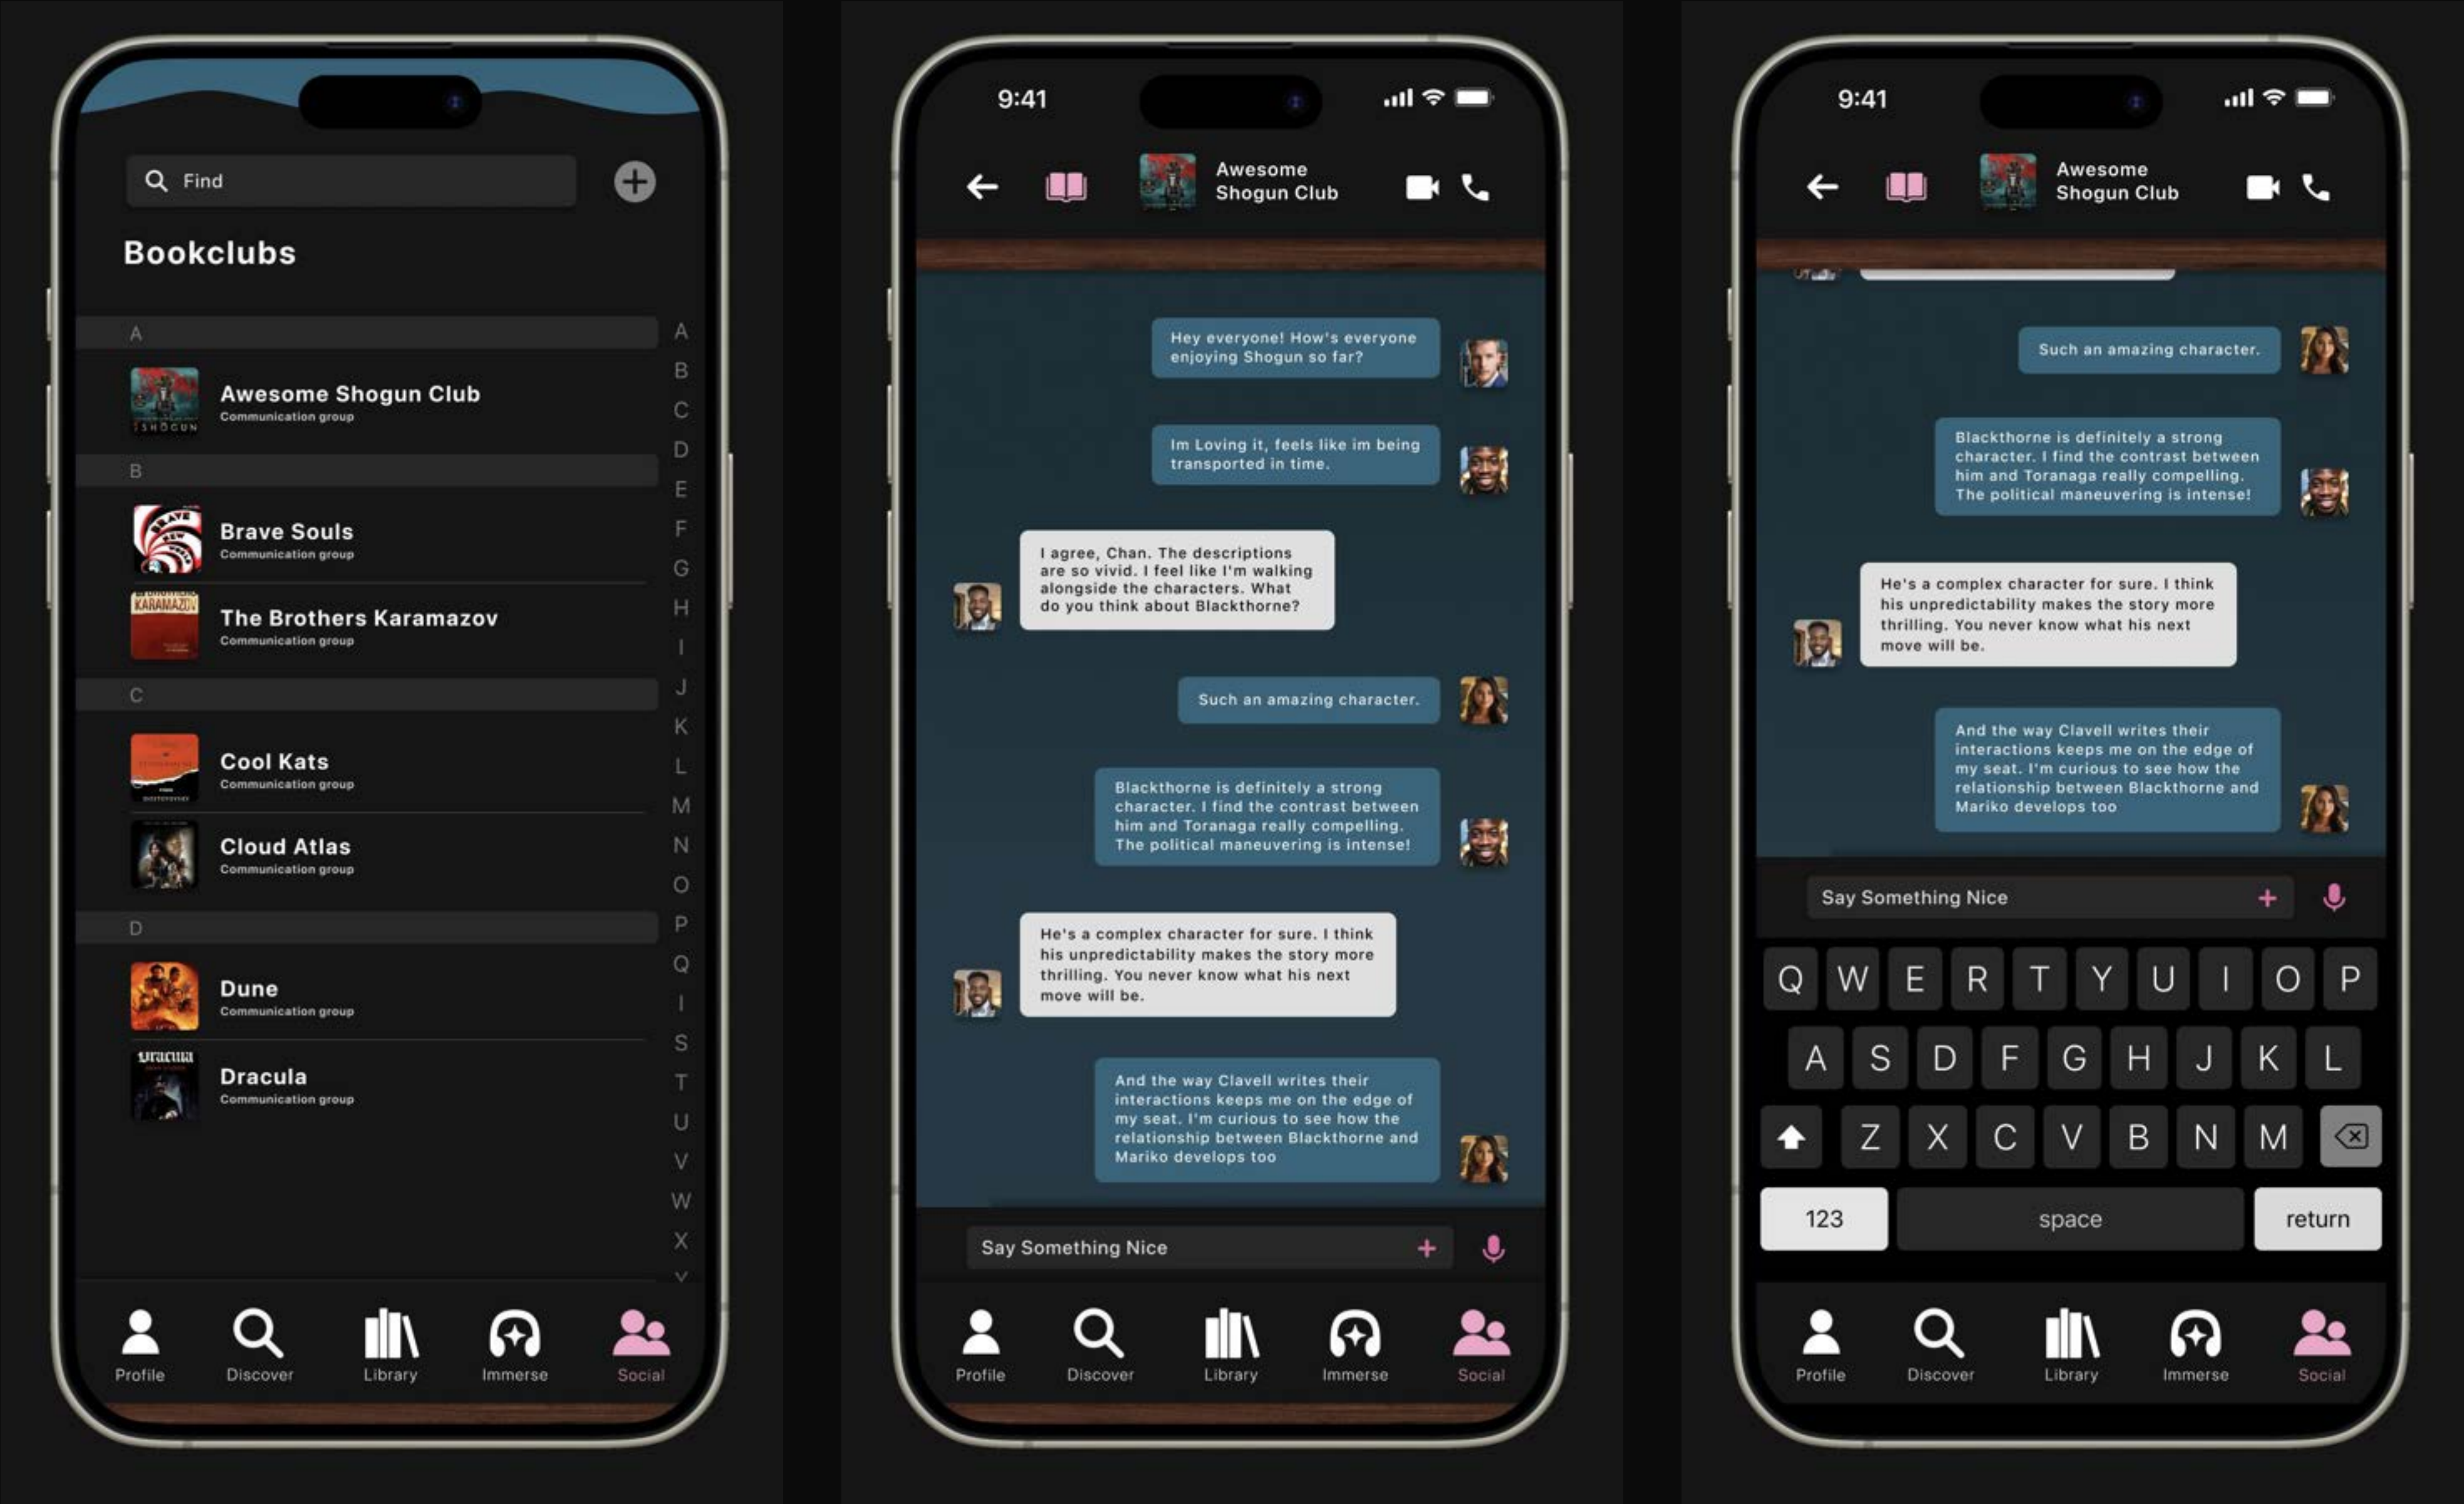 Find
Bookclubs
A
Awesome Shogun Club
Communication group
B
Brave Souls
Communication group
KARAMAZOV
The Brothers Karamazov
Communication group
C
Cool Kats
Communication group
Cloud Atlas
Communication group
D
Dune
Communication group
Dracula
Dracula
Communication group
A
B
C
D
E
F
G
H
I
J
K
L
M
N
O
P
Q
I
S
T
U
V
W
X
Y
Profile
Discover
Library
Immerse
Social
9:41
Awesome
Shogun Club
Hey everyone! How's everyone
enjoying Shogun so far?
Im Loving it, feels like im being
transported in time.
I agree, Chan. The descriptions
are so vivid. I feel like I'm walking
alongside the characters. What
do you think about Blackthorne?
Such an amazing character.
Blackthorne is definitely a strong
character. I find the contrast between
him and Toranaga really compelling.
The political maneuvering is intense!
He's a complex character for sure. I think
his unpredictability makes the story more
thrilling. You never know what his next
move will be.
And the way Clavell writes their
interactions keeps me on the edge of
my seat. I'm curious to see how the
relationship between Blackthorne and
Mariko develops too
Say Something Nice
Profile
Discover
Library
Immerse
Social
9:41
Awesome
Shogun Club
Such an amazing character.
Blackthorne is definitely a strong
character. I find the contrast between
him and Toranaga really compelling.
The political maneuvering is intense!
He's a complex character for sure. I think
his unpredictability makes the story more
thrilling. You never know what his next
move will be.
And the way Clavell writes their
interactions keeps me on the edge of
my seat. I'm curious to see how the
relationship between Blackthorne and
Mariko develops too
Say Something Nice
Q W E R T Y U I O P
A S D F G H J K L
Z X C V B N M
123 space return
Profile
Discover
Library
Immerse
Social